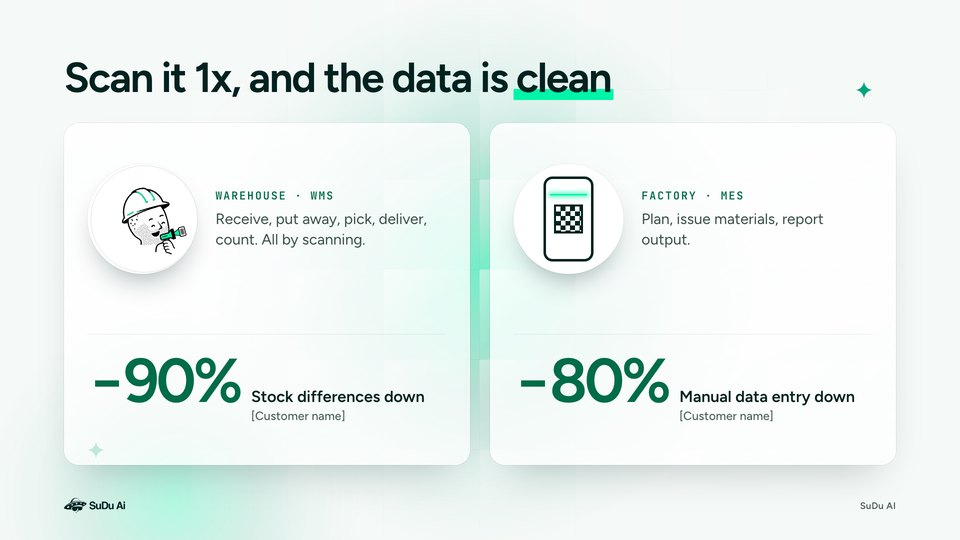 Scan it 1x, and the data is clean
WAREHOUSE · WMS
Receive, put away, pick, deliver,
count. All by scanning.
−90%
Stock differences down
[Customer name]
FACTORY · MES
Plan, issue materials, report
output.
−80%
Manual data entry down
[Customer name]
SuDu Ai
SuDu AI